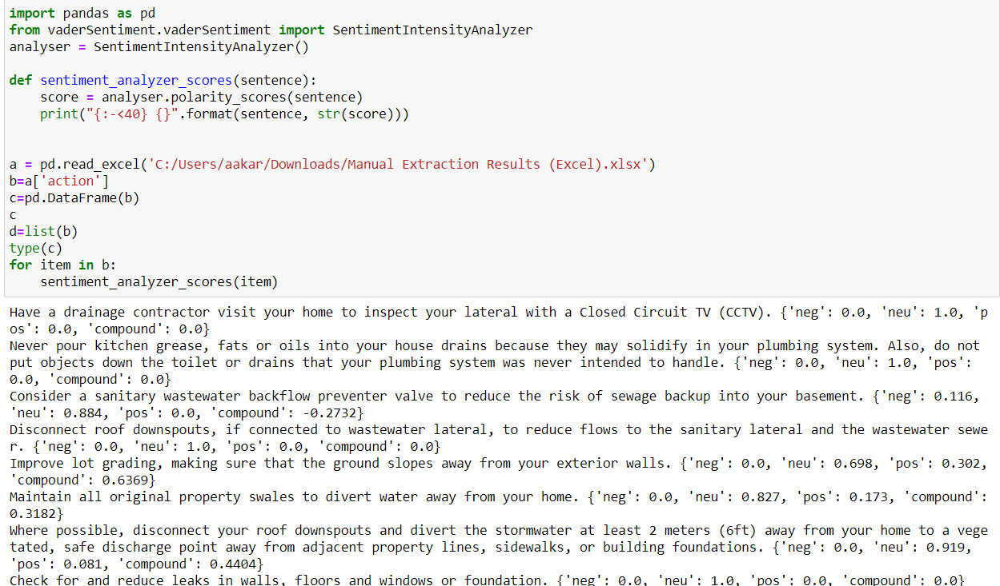 import pandas as pd
from vaderSentiment.vaderSentiment import SentimentIntensityAnalyzer
analyser = SentimentIntensityAnalyzer()
def sentiment_analyzer_scores(sentence):
    score = analyser.polarity_scores(sentence)
    print("{:-<40} {}".format(sentence, str(score)))
a = pd.read_excel('C:/Users/aakar/Downloads/Manual Extraction Results (Excel).xlsx')
b=a['action']
c=pd.DataFrame(b)
c
d=list(b)
type(c)
for item in b:
    sentiment_analyzer_scores(item)
Have a drainage contractor visit your home to inspect your lateral with a Closed Circuit TV (CCTV). {'neg': 0.0, 'neu': 1.0, 'p
os': 0.0, 'compound': 0.0}
Never pour kitchen grease, fats or oils into your house drains because they may solidify in your plumbing system. Also, do not
put objects down the toilet or drains that your plumbing system was never intended to handle. {'neg': 0.0, 'neu': 1.0, 'pos':
0.0, 'compound': 0.0}
Consider a sanitary wastewater backflow preventer valve to reduce the risk of sewage backup into your basement. {'neg': 0.116,
'neu': 0.884, 'pos': 0.0, 'compound': -0.2732}
Disconnect roof downspouts, if connected to wastewater lateral, to reduce flows to the sanitary lateral and the wastewater sewe
r. {'neg': 0.0, 'neu': 1.0, 'pos': 0.0, 'compound': 0.0}
Improve lot grading, making sure that the ground slopes away from your exterior walls. {'neg': 0.0, 'neu': 0.698, 'pos': 0.302,
'compound': 0.6369}
Maintain all original property swales to divert water away from your home. {'neg': 0.0, 'neu': 0.827, 'pos': 0.173, 'compound':
0.3182}
Where possible, disconnect your roof downspouts and divert the stormwater at least 2 meters (6ft) away from your home to a vege
tated, safe discharge point away from adjacent property lines, sidewalks, or building foundations. {'neg': 0.0, 'neu': 0.919,
'pos': 0.081, 'compound': 0.4404}
Check for and reduce leaks in walls, floors and windows or foundation. {'neg': 0.0, 'neu': 1.0, 'pos': 0.0, 'compound': 0.0}